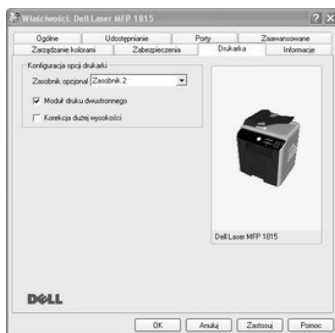 Właściwości: Dell Laser MFP 1815
Ogólne Udostępnianie Porty Zaawansowane
Zarządzanie kolorami Zabezpieczenia Drukarka Informacje
Konfiguracja opcji drukarki
Zasobnik opcjonal Zasobnik 2
Moduł druku dwustronnego
Korekcja dużej wysokości
Dell Laser MFP 1815
DELL
OK Anuluj Zastosuj Pomoc